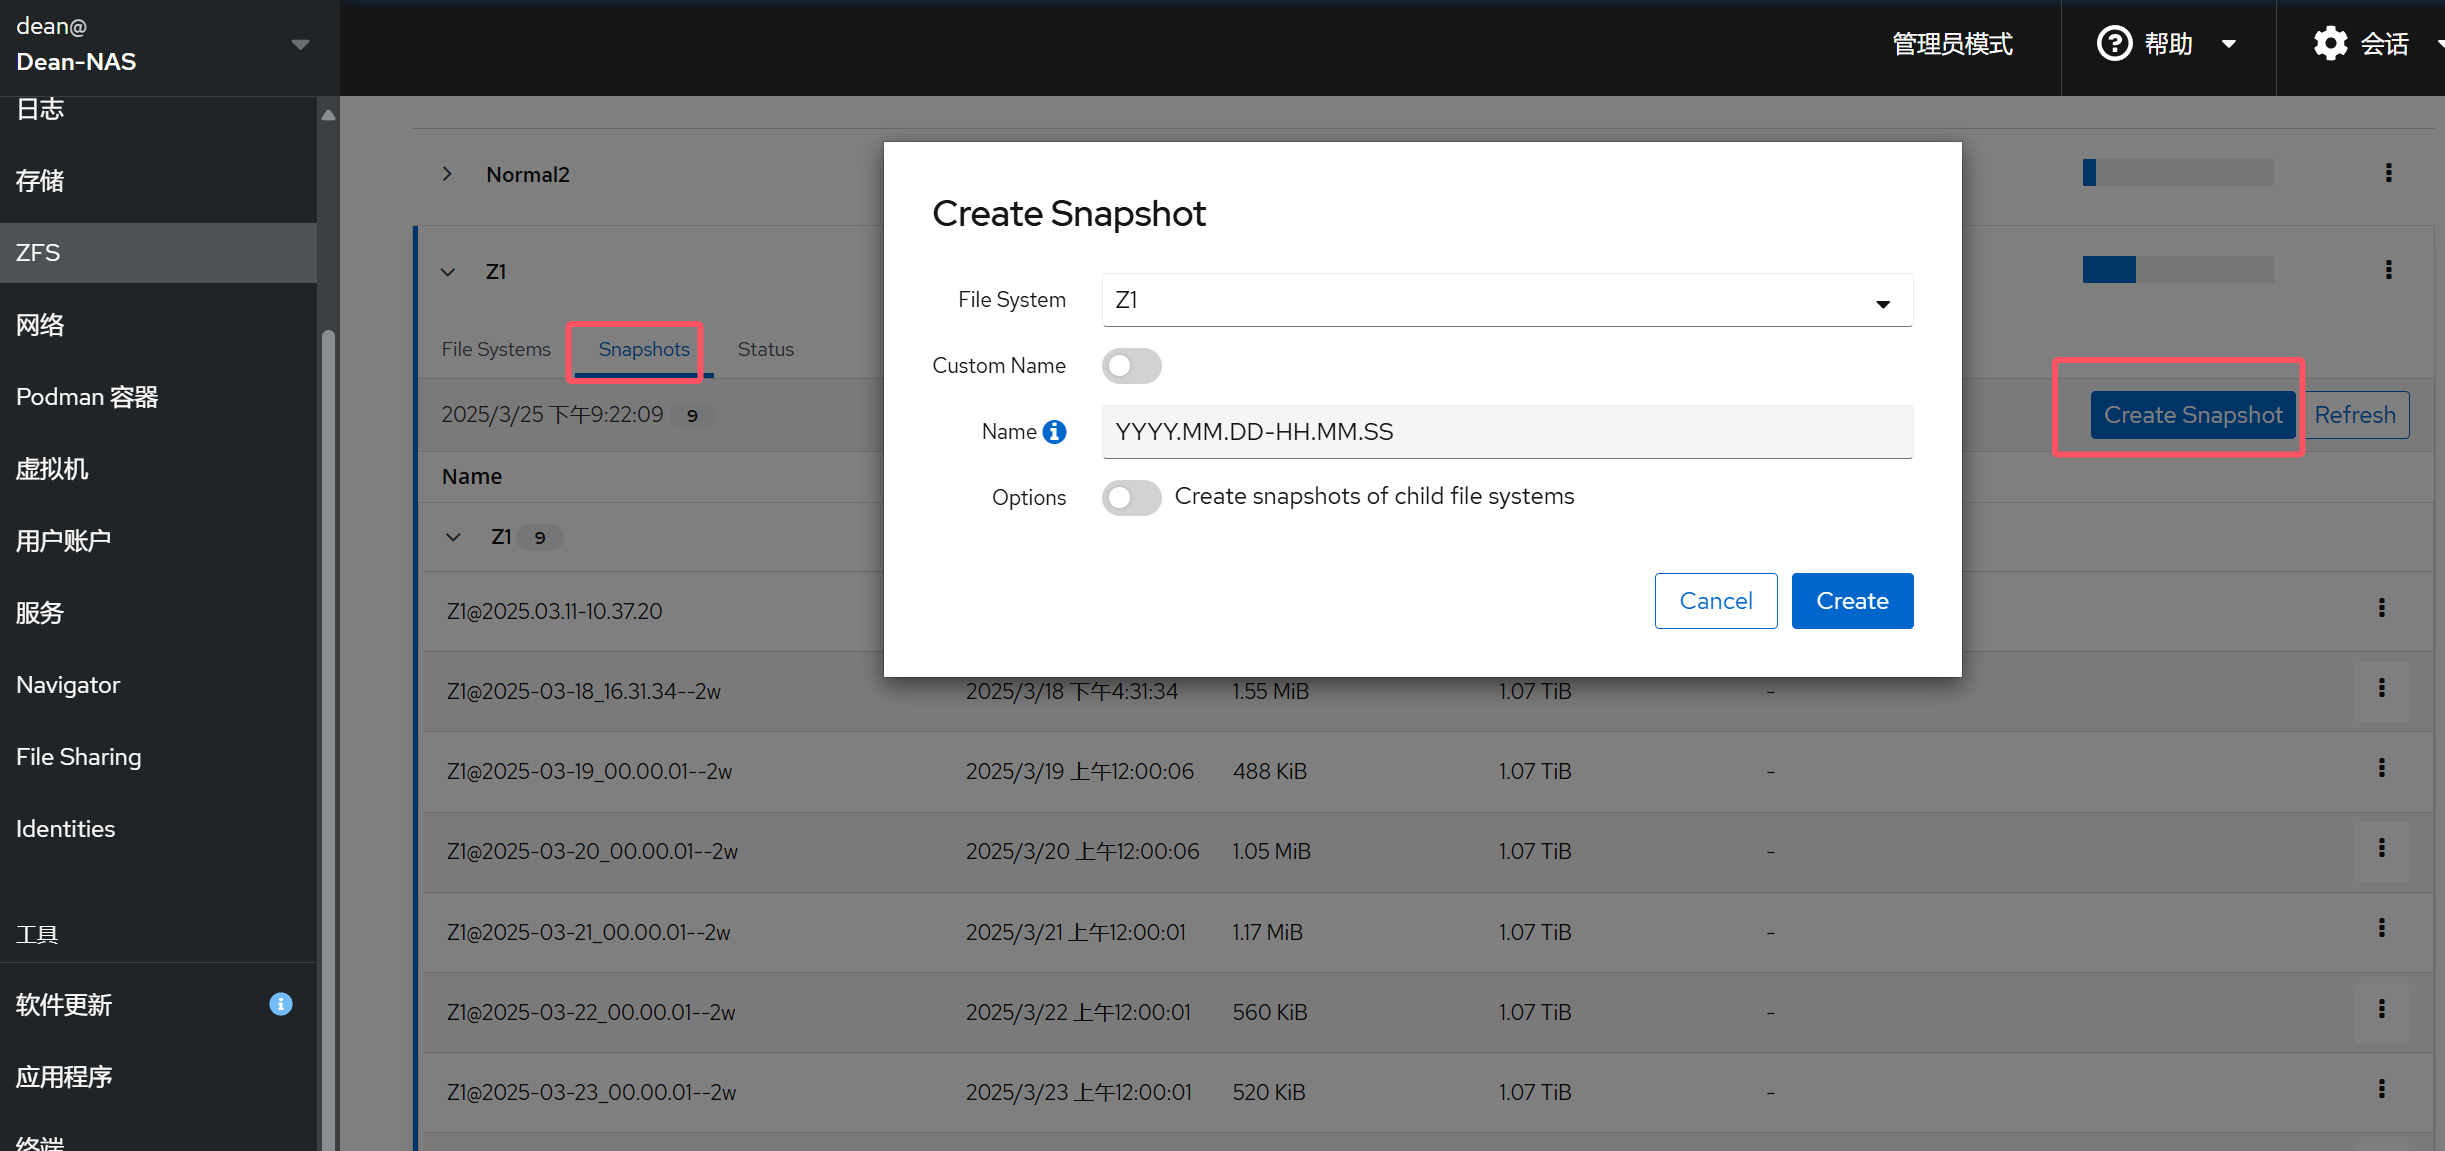 dean@
Dean-NAS
管理员模式
帮助
会话
日志
存储
ZFS
网络
Podman 容器
虚拟机
用户账户
服务
Navigator
File Sharing
Identities
工具
软件更新
应用程序
终端
Normal2
Z1
File Systems
Snapshots
Status
2025/3/25 下午9:22:09 9
Create Snapshot
Refresh
Name
Z1 9
Z1@2025.03.11-10.37.20
Z1@2025-03-18_16.31.34--2w 2025/3/18 下午4:31:34 1.55 MiB 1.07 TiB -
Z1@2025-03-19_00.00.01--2w 2025/3/19 上午12:00:06 488 KiB 1.07 TiB -
Z1@2025-03-20_00.00.01--2w 2025/3/20 上午12:00:06 1.05 MiB 1.07 TiB -
Z1@2025-03-21_00.00.01--2w 2025/3/21 上午12:00:01 1.17 MiB 1.07 TiB -
Z1@2025-03-22_00.00.01--2w 2025/3/22 上午12:00:01 560 KiB 1.07 TiB -
Z1@2025-03-23_00.00.01--2w 2025/3/23 上午12:00:01 520 KiB 1.07 TiB -
Create Snapshot
File System Z1
Custom Name
Name YYYY.MM.DD-HH.MM.SS
Options Create snapshots of child file systems
Cancel
Create